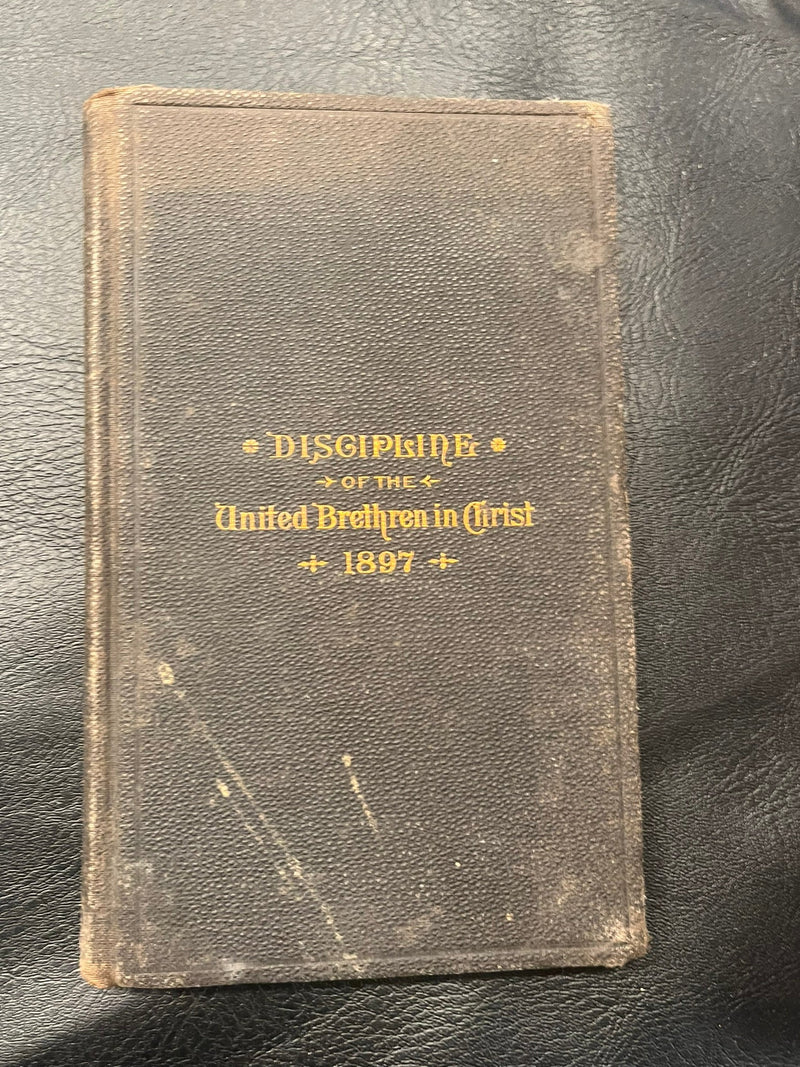 DISCIPLINE
OF THE
United Brethren in Christ
1897